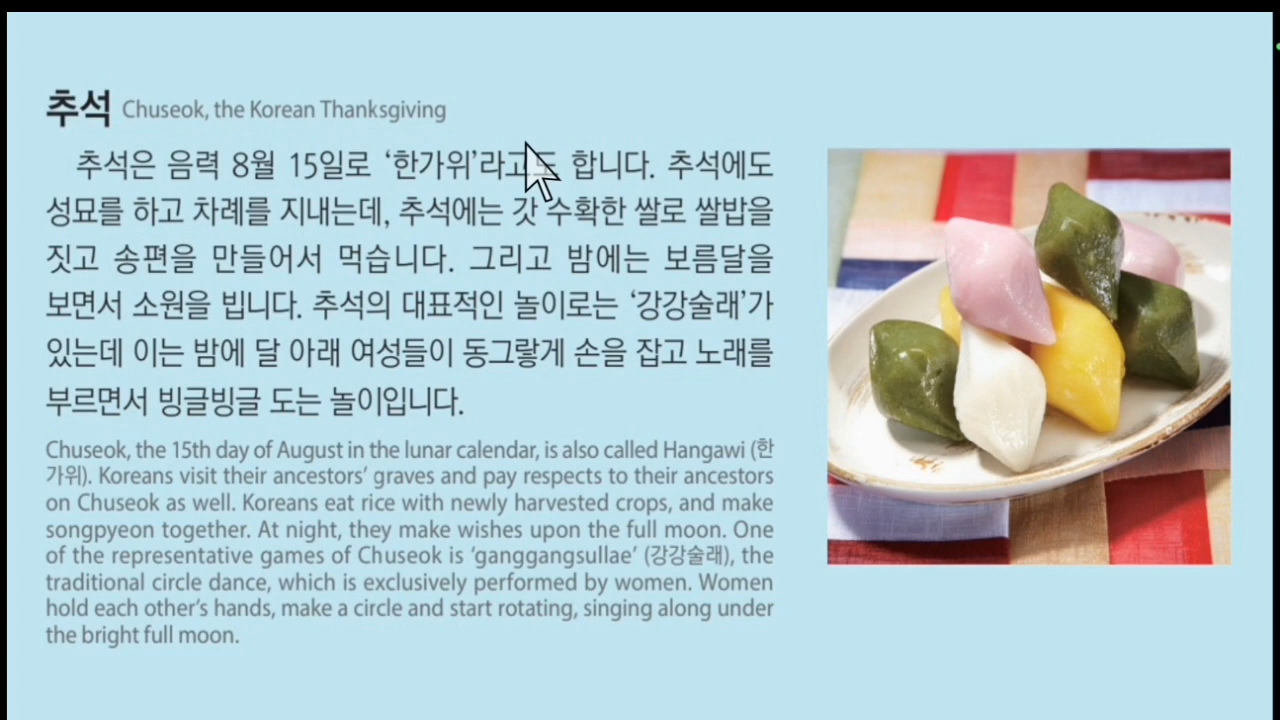 추석 Chuseok, the Korean Thanksgiving
추석은 음력 8월 15일로 ‘한가위’라고도 합니다. 추석에도
성묘를 하고 차례를 지내는데, 추석에는 갓 수확한 쌀로 쌀밥을
짓고 송편을 만들어서 먹습니다. 그리고 밤에는 보름달을
보면서 소원을 빕니다. 추석의 대표적인 놀이로는 ‘강강술래’가
있는데 이는 밤에 달 아래 여성들이 동그랗게 손을 잡고 노래를
부르면서 빙글빙글 도는 놀이입니다.
Chuseok, the 15th day of August in the lunar calendar, is also called Hangawi (한
가위). Koreans visit their ancestors’ graves and pay respects to their ancestors
on Chuseok as well. Koreans eat rice with newly harvested crops, and make
songpyeon together. At night, they make wishes upon the full moon. One
of the representative games of Chuseok is ‘ganggangsullae’ (강강술래), the
traditional circle dance, which is exclusively performed by women. Women
hold each other’s hands, make a circle and start rotating, singing along under
the bright full moon.